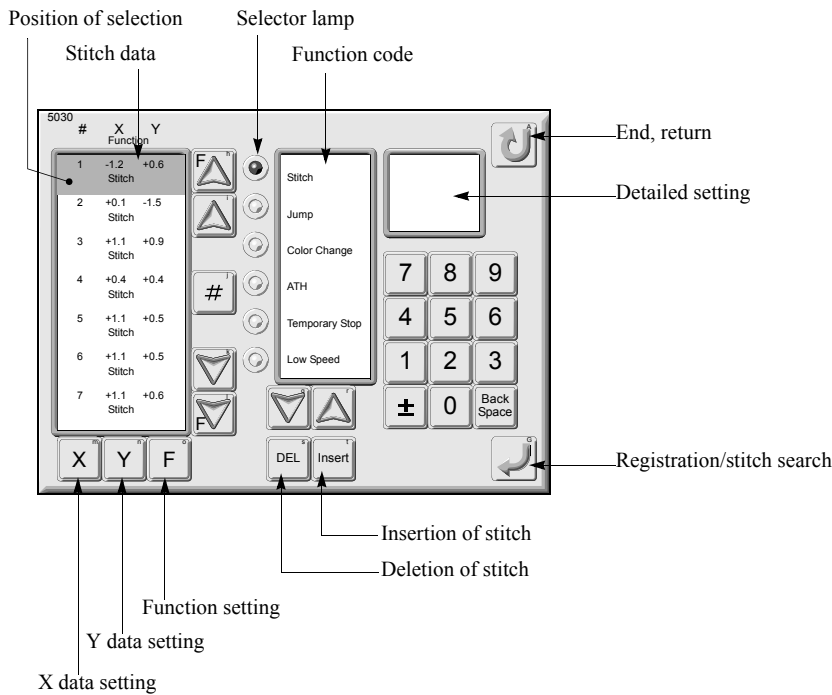 Position of selection
Selector lamp
Stitch data
Function code
5030
# X Y
Function
1 -1.2 +0.6
Stitch
2 +0.1 -1.5
Stitch
3 +1.1 +0.9
Stitch
4 +0.4 +0.4
Stitch
5 +1.1 +0.5
Stitch
6 +1.1 +0.5
Stitch
7 +1.1 +0.6
Stitch
F h
i
# j
k
F l
X m
Y n
F o
Stitch
Jump
Color Change
ATH
Temporary Stop
Low Speed
q
r
DEL s
Insert t
A
7 8 9
4 5 6
1 2 3
± 0 Back Space
G
End, return
Detailed setting
Registration/stitch search
Insertion of stitch
Deletion of stitch
Function setting
Y data setting
X data setting